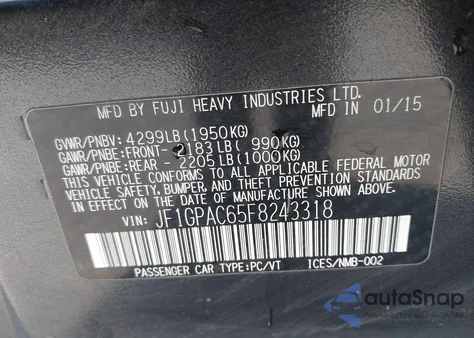 MFD BY FUJI HEAVY INDUSTRIES LTD.
IN 01/15
GVWR/PNBV: 4299LB(1950KG)
GAWR/PNBE:FRONT- 2183LB( 990KG)
GAWR/PNBE:REAR - 2205LB(1000KG)
THIS VEHICLE CONFORMS TO ALL APPLICABLE FEDERAL MOTOR
VEHICLE SAFETY, BUMPER, AND THEFT PREVENTION STANDARDS
IN EFFECT ON THE DATE OF MANUFACTURE SHOWN ABOVE.
VIN: JF1GPAC65F8243318
PASSENGER CAR TYPE:PC/VT ICES/NMB-002
autoSnap